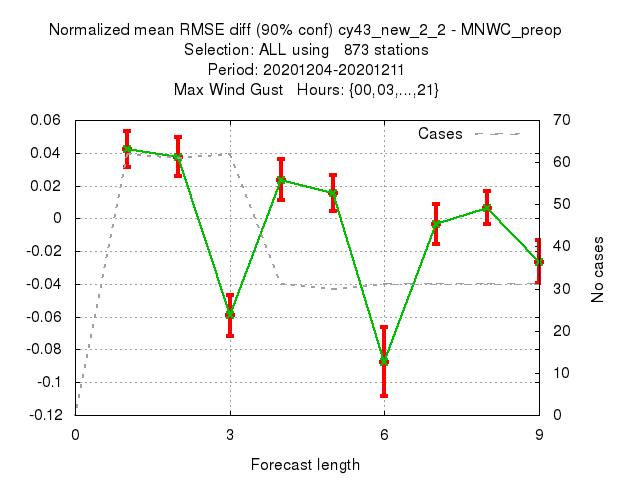 Normalized mean RMSE diff (90% conf) cy43_new_2_2 - MNWC_preop
Selection: ALL using 873 stations
Period: 20201204-20201211
Max Wind Gust Hours: {00,03,...,21}
0.06
0.04
0.02
0
-0.02
-0.04
-0.06
-0.08
-0.1
-0.12
Cases
70
60
50
40
30
20
10
0
No cases
0 3 6 9
Forecast length